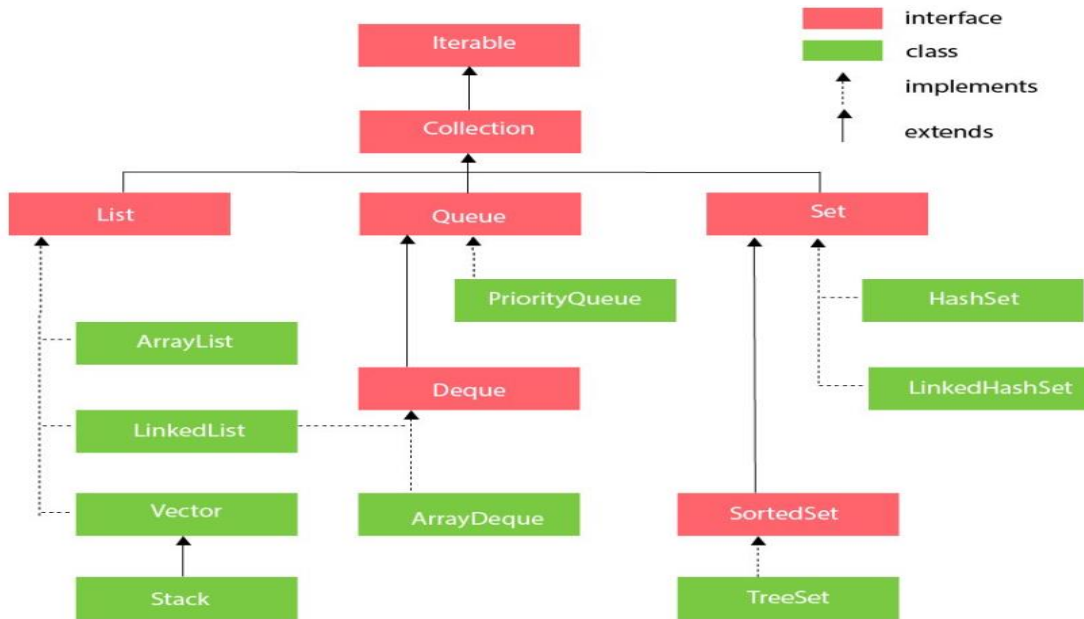 interface
Iterable
class
implements
Collection
extends
List
Queue
Set
PriorityQueue
HashSet
ArrayList
Deque
LinkedHashSet
LinkedList
Vector
ArrayDeque
SortedSet
Stack
TreeSet